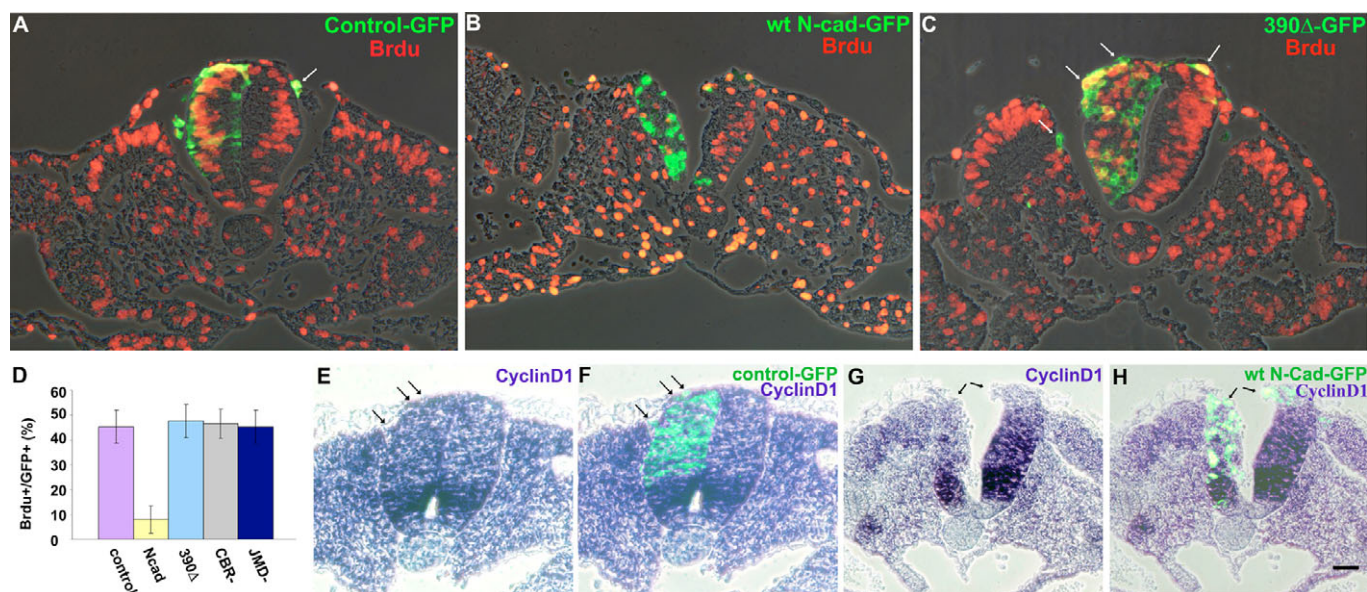 A
Control-GFP
Brdu
B
wt N-cad-GFP
Brdu
C
390Δ-GFP
Brdu
D
Brdu+/GFP+ (%)
60
50
40
30
20
10
0
control/
Ncad
390Δ
CBR-
JMD-
E
CyclinD1
F
control-GFP
CyclinD1
G
CyclinD1
H
wt N-Cad-GFP
CyclinD1